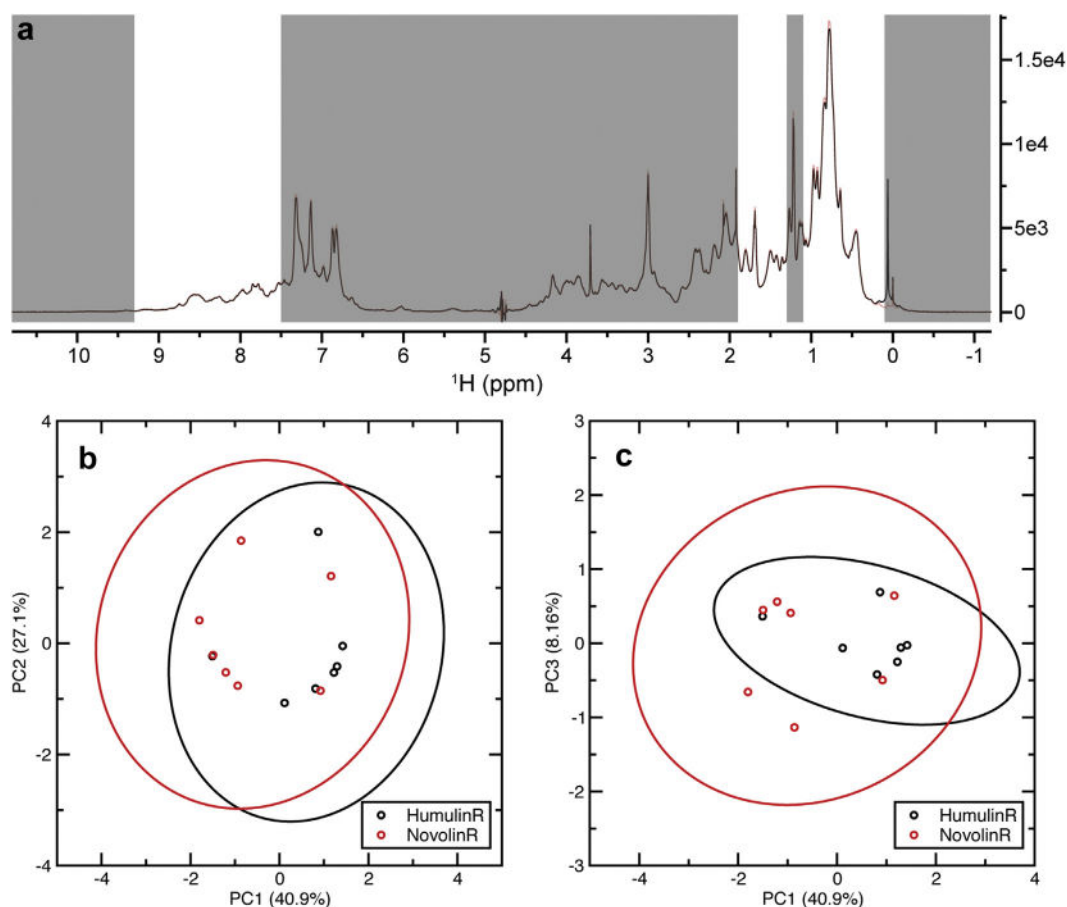 a
1.5e4
1e4
5e3
0
10 9 8 7 6 5 4 3 2 1 0 -1
¹H (ppm)
b
4
2
0
-2
-4
PC2 (27.1%)
HumulinR
NovolinR
-4 -2 0 2 4
PC1 (40.9%)
c
3
2
1
0
-1
-2
-3
PC3 (8.16%)
HumulinR
NovolinR
-4 -2 0 2 4
PC1 (40.9%)